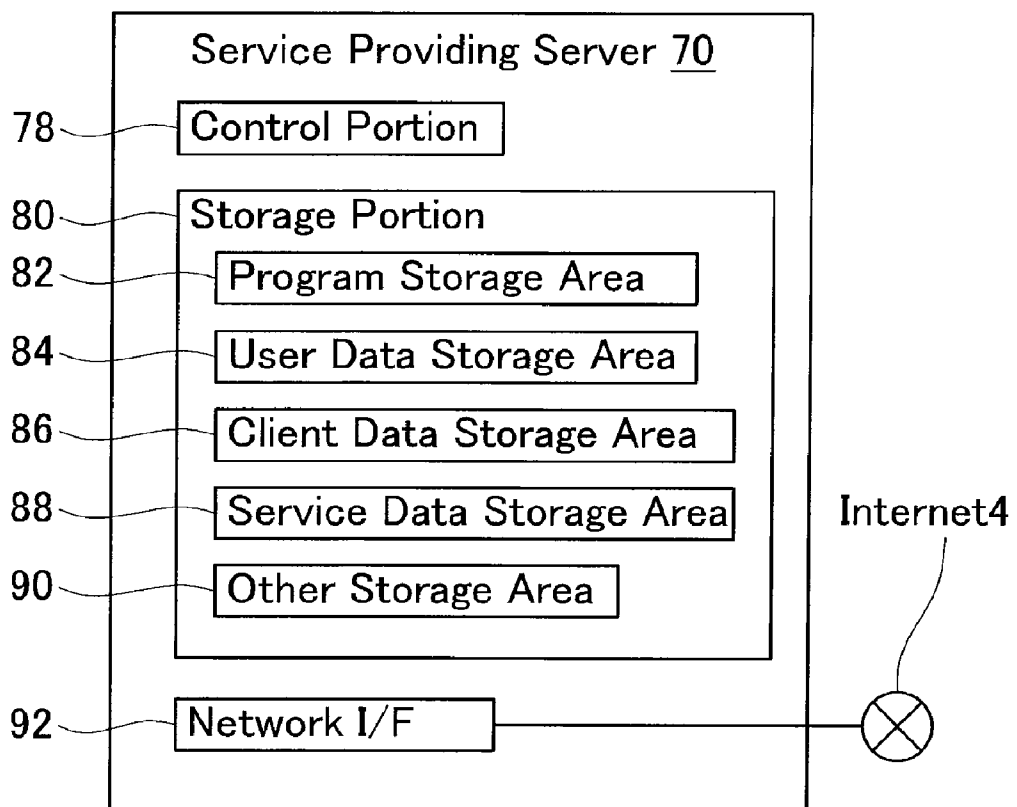 Service Providing Server 70
78 Control Portion
80 Storage Portion
82 Program Storage Area
84 User Data Storage Area
86 Client Data Storage Area
88 Service Data Storage Area
Internet4
90 Other Storage Area
92 Network I/F